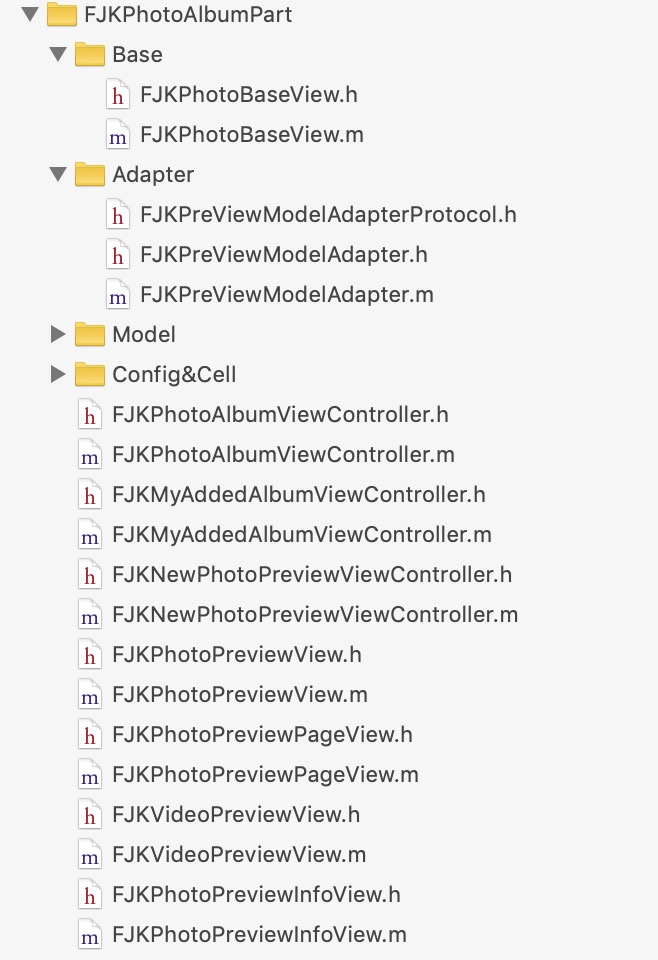 FJKPhotoAlbumPart
Base
h FJKPhotoBaseView.h
m FJKPhotoBaseView.m
Adapter
h FJKPreViewModelAdapterProtocol.h
h FJKPreViewModelAdapter.h
m FJKPreViewModelAdapter.m
Model
Config&Cell
h FJKPhotoAlbumViewController.h
m FJKPhotoAlbumViewController.m
h FJKMyAddedAlbumViewController.h
m FJKMyAddedAlbumViewController.m
h FJKNewPhotoPreviewViewController.h
m FJKNewPhotoPreviewViewController.m
h FJKPhotoPreviewView.h
m FJKPhotoPreviewView.m
h FJKPhotoPreviewPageView.h
m FJKPhotoPreviewPageView.m
h FJKVideoPreviewView.h
m FJKVideoPreviewView.m
h FJKPhotoPreviewInfoView.h
m FJKPhotoPreviewInfoView.m